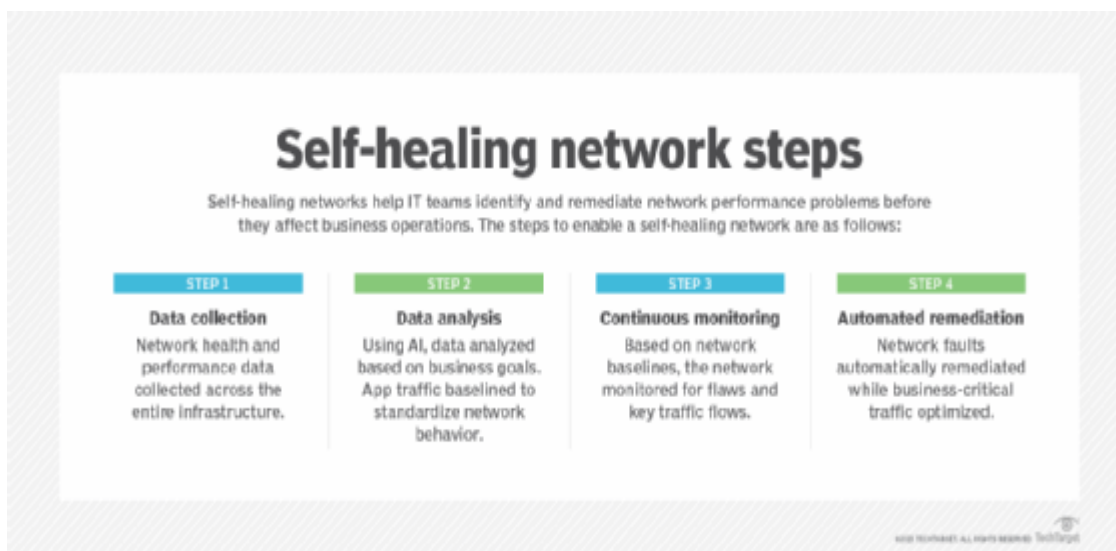 Self-healing network steps
Self-healing networks help IT teams identify and remediate network performance problems before
they affect business operations. The steps to enable a self-healing network are as follows:
STEP 1
Data collection
Network health and
performance data
collected across the
entire infrastructure.
STEP 2
Data analysis
Using AI, data analyzed
based on business goals.
App traffic baselined to
standardize network
behavior.
STEP 3
Continuous monitoring
Based on network
baselines, the network
monitored for flaws and
key traffic flows.
STEP 4
Automated remediation
Network faults
automatically remediated
while business-critical
traffic optimized.
TECHTARGET. ALL RIGHTS RESERVED TechTarget